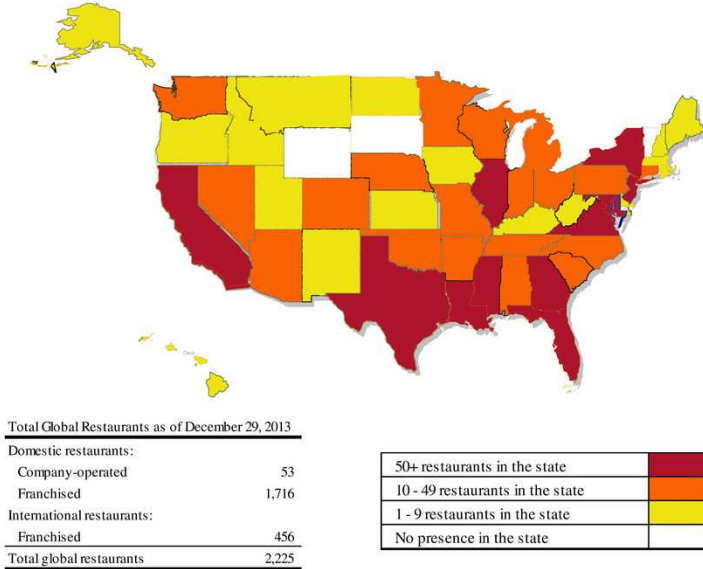 Total Global Restaurants as of December 29, 2013
Domestic restaurants:
Company-operated 53
Franchised 1,716
International restaurants:
Franchised 456
Total global restaurants 2,225
50+ restaurants in the state
10 - 49 restaurants in the state
1 - 9 restaurants in the state
No presence in the state